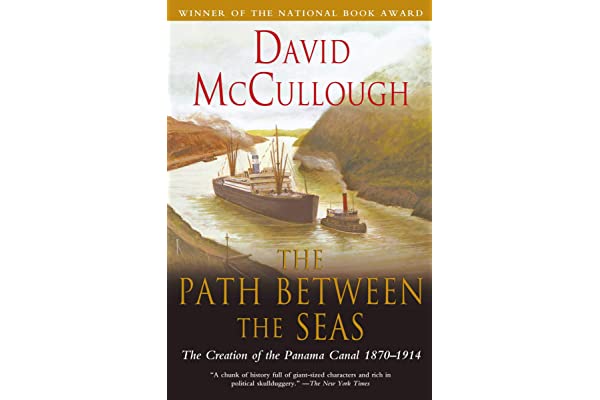 WINNER OF THE NATIONAL BOOK AWARD
DAVID
MCCULLOUGH
THE
PATH BETWEEN
THE SEAS
The Creation of the Panama Canal 1870–1914
"A chunk of history full of giant-sized characters and rich in
political skullduggery." —The New York Times